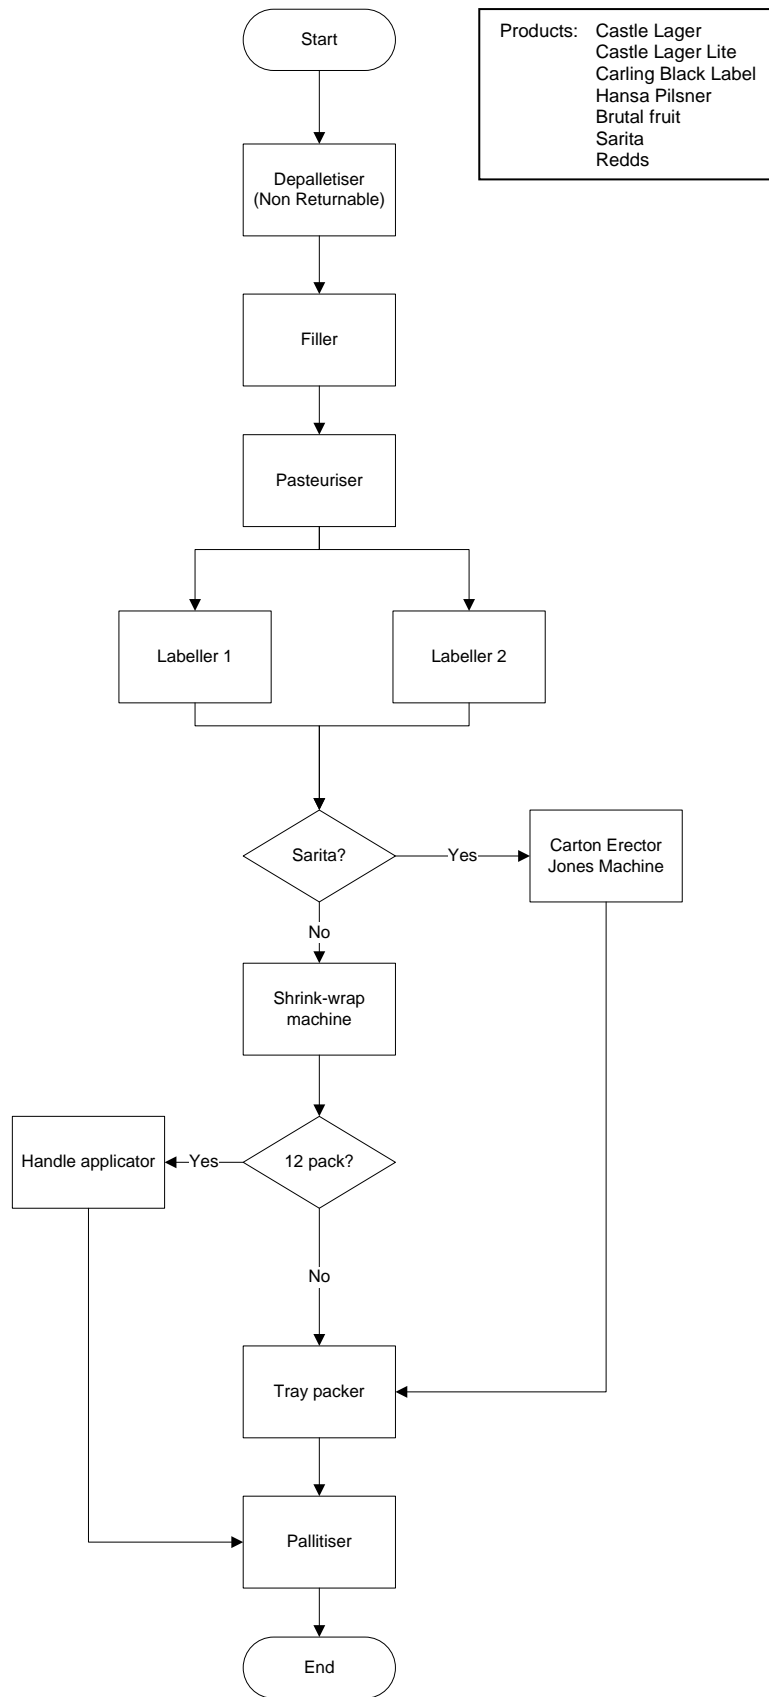 Start
Products: Castle Lager
Castle Lager Lite
Carling Black Label
Hansa Pilsner
Brutal fruit
Sarita
Redds
Depalletiser
(Non Returnable)
Filler
Pasteuriser
Labeller 1
Labeller 2
Sarita?
Yes
Carton Erector
Jones Machine
No
Shrink-wrap
machine
Handle applicator
Yes
12 pack?
No
Tray packer
Pallitiser
End